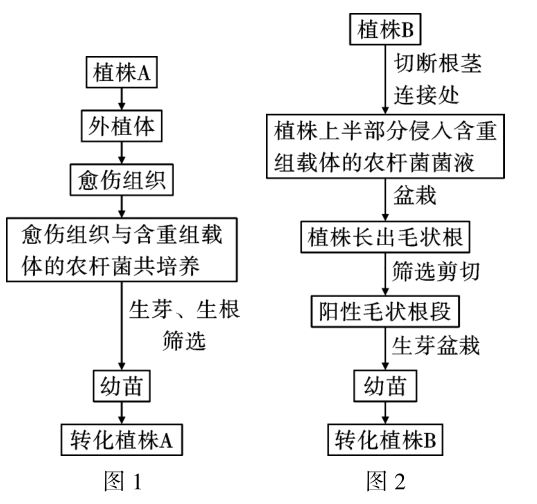 植株A
外植体
愈伤组织
愈伤组织与含重组载
体的农杆菌共培养
生芽、生根
筛选
幼苗
转化植株A
图1
植株B
切断根茎
连接处
植株上半部分侵入含重
组载体的农杆菌菌液
盆栽
植株长出毛状根
筛选剪切
阳性毛状根段
生芽盆栽
幼苗
转化植株B
图2